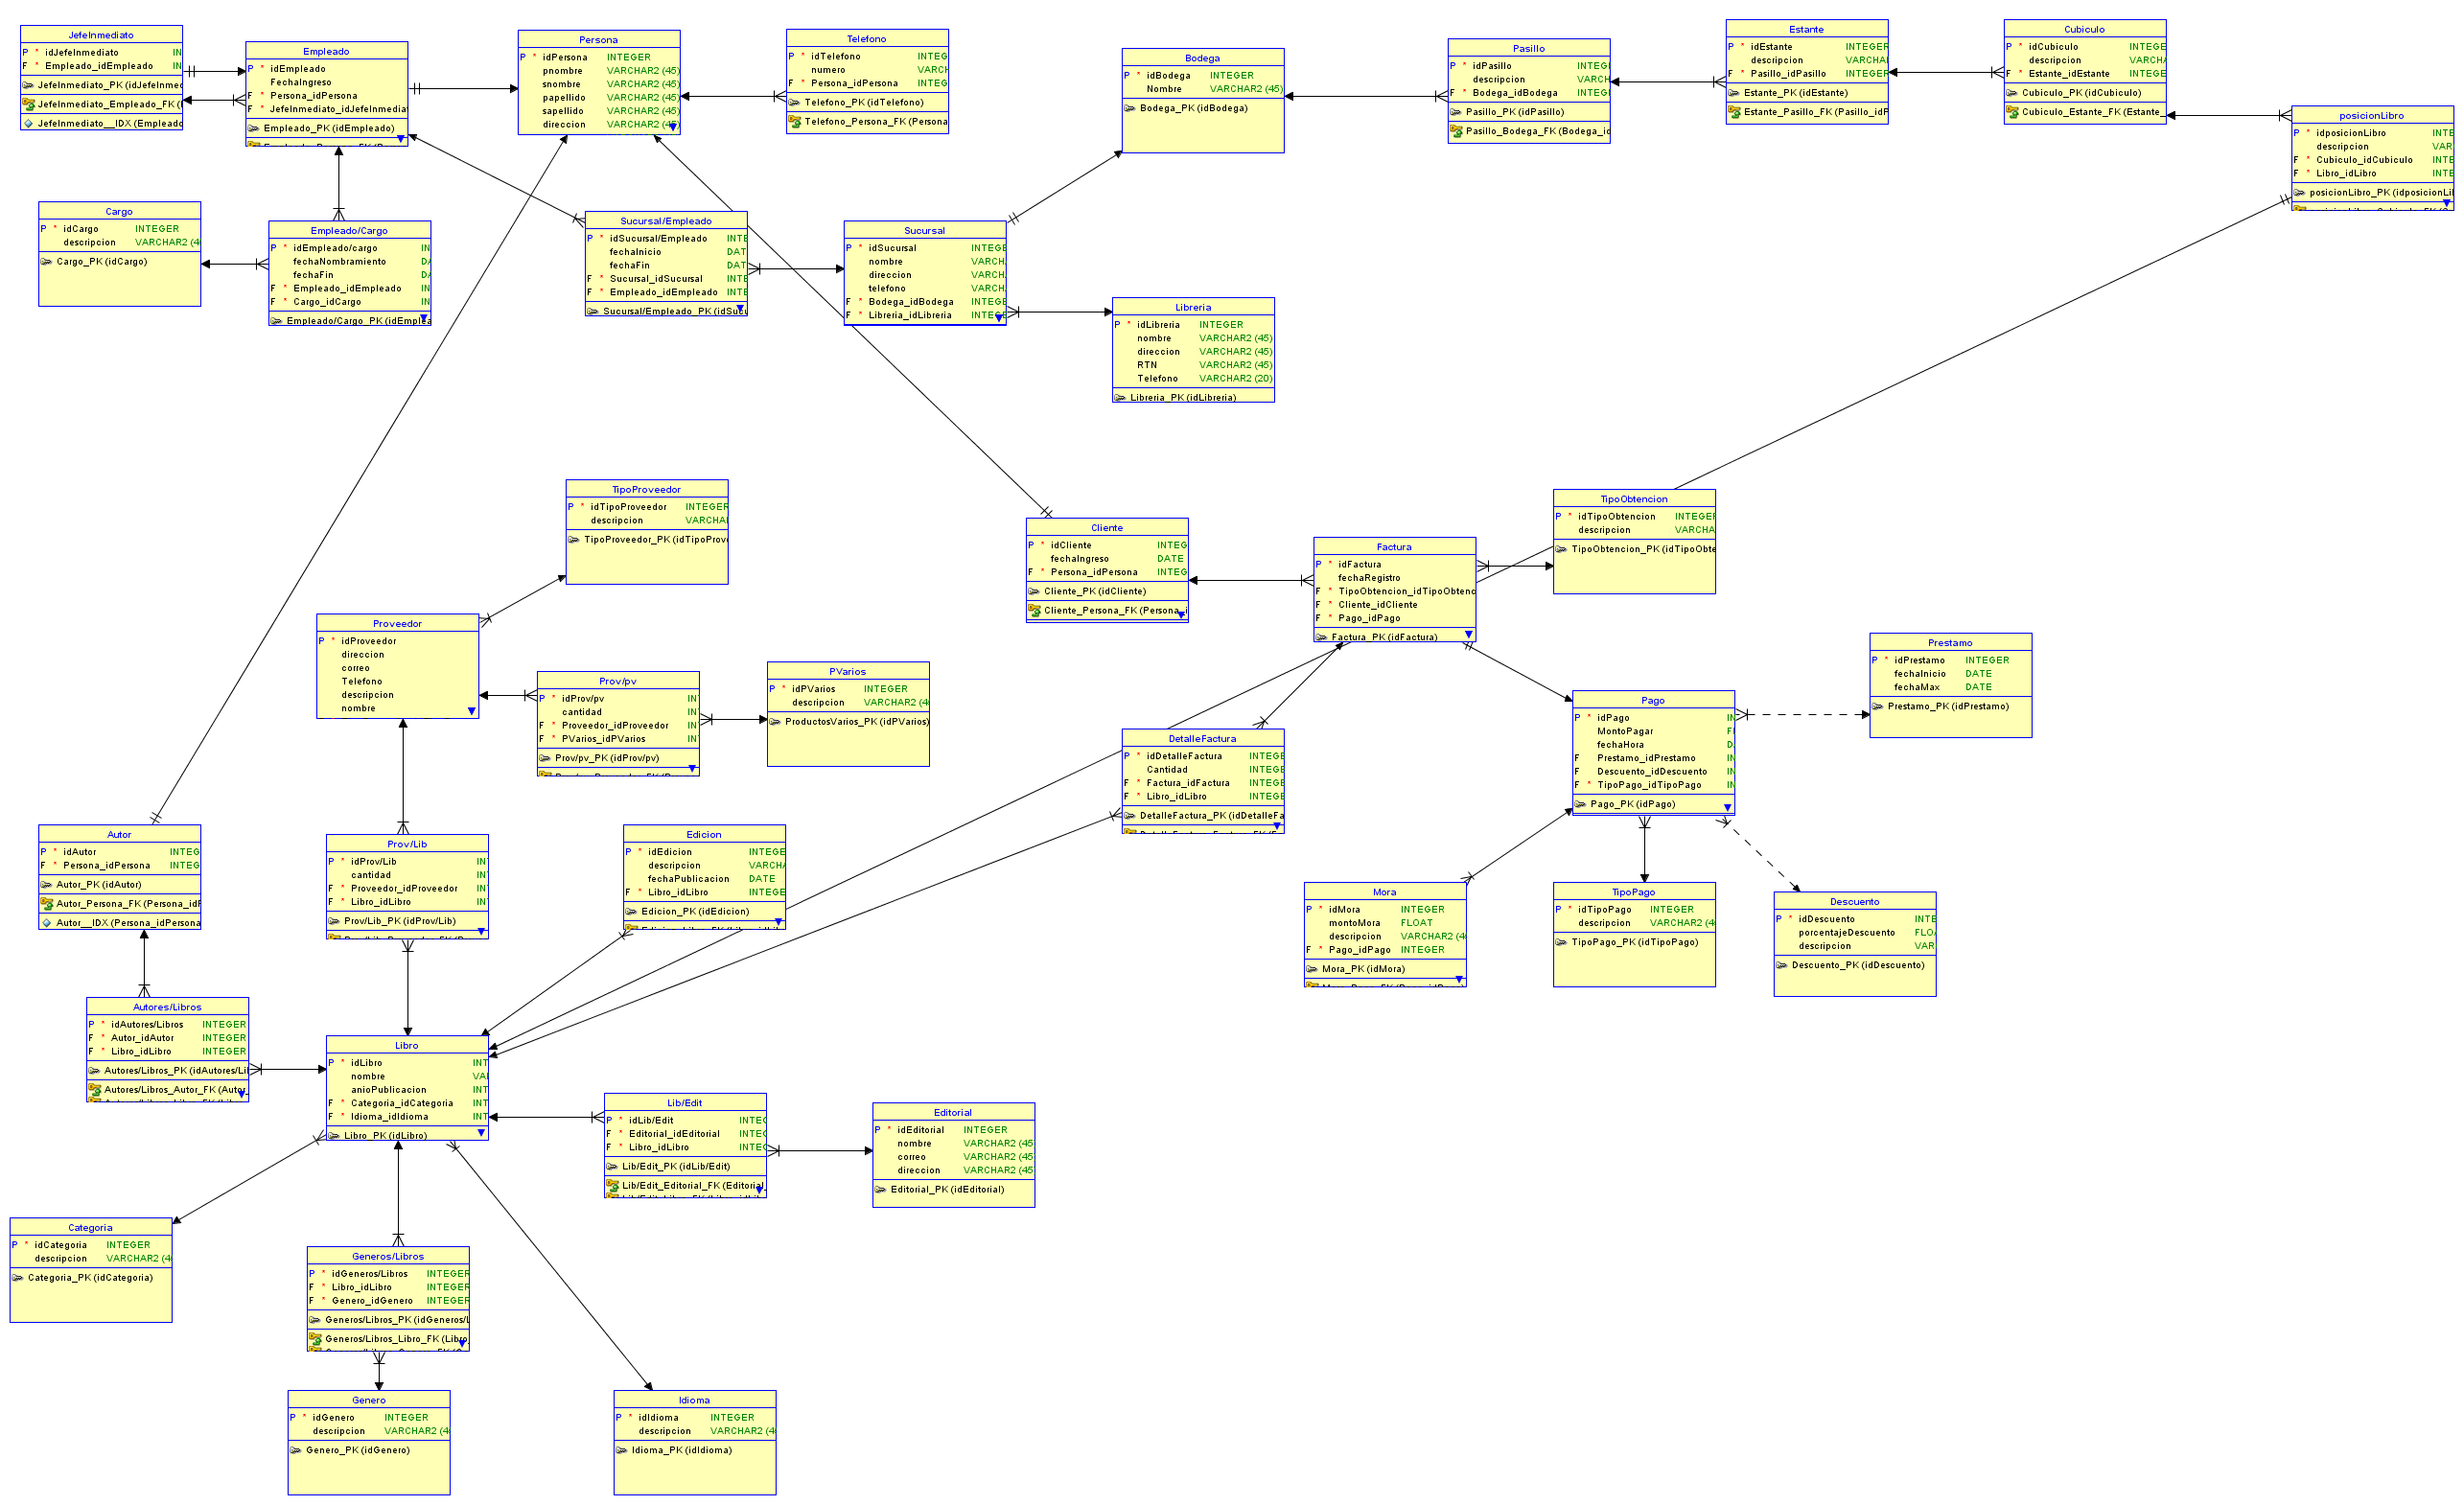 JefeInmediato
P * idJefeInmediato IN
F * Empleado_idEmpleado IN
JefeInmediato_PK (idJefeInmed
JefeInmediato_Empleado_FK (
JefeInmediato__IDX (Empleado
Empleado
P * idEmpleado
FechaIngreso
F * Persona_idPersona
F * JefeInmediato_idJefeInmediat
Empleado_PK (idEmpleado)
Persona
P * idPersona INTEGER
pnombre VARCHAR2 (45)
snombre VARCHAR2 (45)
papellido VARCHAR2 (45)
sapellido VARCHAR2 (45)
direccion VARCHAR2 (45)
Telefono
P * idTelefono INTEG
numero VARCH
F * Persona_idPersona INTEG
Telefono_PK (idTelefono)
Telefono_Persona_FK (Persona
Bodega
P * idBodega INTEGER
Nombre VARCHAR2 (45)
Bodega_PK (idBodega)
Pasillo
P * idPasillo INTEG
descripcion VARCH
F * Bodega_idBodega INTEG
Pasillo_PK (idPasillo)
Pasillo_Bodega_FK (Bodega_id
Estante
P * idEstante INTEGER
descripcion VARCHA
F * Pasillo_idPasillo INTEGER
Estante_PK (idEstante)
Estante_Pasillo_FK (Pasillo_idP
Cubiculo
P * idCubiculo INTEGE
descripcion VARCHA
F * Estante_idEstante INTEGE
Cubiculo_PK (idCubiculo)
Cubiculo_Estante_FK (Estante_
posicionLibro
P * idposicionLibro INTE
descripcion VAR
F * Cubiculo_idCubiculo INTE
F * Libro_idLibro INTE
posicionLibro_PK (idposicionLi
Cargo
P * idCargo INTEGER
descripcion VARCHAR2 (4
Cargo_PK (idCargo)
Empleado/Cargo
P * idEmpleado/cargo IN
fechaNombramiento DA
fechaFin DA
F * Empleado_idEmpleado IN
F * Cargo_idCargo IN
Empleado/Cargo_PK (idEmplea
Sucursal/Empleado
P * idSucursal/Empleado INTE
fechaInicio DAT
fechaFin DAT
F * Sucursal_idSucursal INTE
F * Empleado_idEmpleado INTE
Sucursal/Empleado_PK (idSucu
Sucursal
P * idSucursal INTEGE
nombre VARCH
direccion VARCH
telefono VARCH
F * Bodega_idBodega INTEGE
F * Libreria_idLibreria INTEGE
Libreria
P * idLibreria INTEGER
nombre VARCHAR2 (45)
direccion VARCHAR2 (45)
RTN VARCHAR2 (45)
Telefono VARCHAR2 (20)
Libreria_PK (idLibreria)
TipoProveedor
P * idTipoProveedor INTEGER
descripcion VARCHA
TipoProveedor_PK (idTipoProve
Cliente
P * idCliente INTEG
fechaIngreso DATE
F * Persona_idPersona INTEG
Cliente_PK (idCliente)
Cliente_Persona_FK (Persona_i
Factura
P * idFactura
fechaRegistro
F * TipoObtencion_idTipoObtenc
F * Cliente_idCliente
F * Pago_idPago
Factura_PK (idFactura)
TipoObtencion
P * idTipoObtencion INTEGER
descripcion VARCHA
TipoObtencion_PK (idTipoObte
Proveedor
P * idProveedor
direccion
correo
Telefono
descripcion
nombre
Prov/pv
P * idProv/pv INT
cantidad INT
F * Proveedor_idProveedor INT
F * PVarios_idPVarios INT
Prov/pv_PK (idProv/pv)
PVarios
P * idPVarios INTEGER
descripcion VARCHAR2 (4
ProductosVarios_PK (idPVarios)
Prestamo
P * idPrestamo INTEGER
fechaInicio DATE
fechaMax DATE
Prestamo_PK (idPrestamo)
Pago
P * idPago IN
MontoPagar Fl
fechaHora D
F Prestamo_idPrestamo IN
F Descuento_idDescuento IN
F * TipoPago_idTipoPago IN
Pago_PK (idPago)
DetalleFactura
P * idDetalleFactura INTEGE
Cantidad INTEGE
F * Factura_idFactura INTEGE
F * Libro_idLibro INTEGE
DetalleFactura_PK (idDetalleFa
Autor
P * idAutor INTEG
F * Persona_idPersona INTEG
Autor_PK (idAutor)
Autor_Persona_FK (Persona_idP
Autor__IDX (Persona_idPersona
Prov/Lib
P * idProv/Lib INT
cantidad INT
F * Proveedor_idProveedor INT
F * Libro_idLibro INT
Prov/Lib_PK (idProv/Lib)
Edicion
P * idEdicion INTEGE
descripcion VARCHA
fechaPublicacion DATE
F * Libro_idLibro INTEGE
Edicion_PK (idEdicion)
Mora
P * idMora INTEGER
montoMora FLOAT
descripcion VARCHAR2 (4
F * Pago_idPago INTEGER
Mora_PK (idMora)
TipoPago
P * idTipoPago INTEGER
descripcion VARCHAR2 (4
TipoPago_PK (idTipoPago)
Descuento
P * idDescuento INTE
porcentajeDescuento FLOA
descripcion VAR
Descuento_PK (idDescuento)
Autores/Libros
P * idAutores/Libros INTEGER
F * Autor_idAutor INTEGER
F * Libro_idLibro INTEGER
Autores/Libros_PK (idAutores/Li
Autores/Libros_Autor_FK (Autor_
Libro
P * idLibro INT
nombre VA
anioPublicacion INT
F * Categoria_idCategoria INT
F * Idioma_idIdioma INT
Libro_PK (idLibro)
Lib/Edit
P * idLib/Edit INTEG
F * Editorial_idEditorial INTEG
F * Libro_idLibro INTEG
Lib/Edit_PK (idLib/Edit)
Lib/Edit_Editorial_FK (Editorial_
Editorial
P * idEditorial INTEGER
nombre VARCHAR2 (45
correo VARCHAR2 (45
direccion VARCHAR2 (45
Editorial_PK (idEditorial)
Categoria
P * idCategoria INTEGER
descripcion VARCHAR2 (4
Categoria_PK (idCategoria)
Generos/Libros
P * idGeneros/Libros INTEGER
F * Libro_idLibro INTEGER
F * Genero_idGenero INTEGER
Generos/Libros_PK (idGeneros/L
Generos/Libros_Libro_FK (Libro_
Genero
P * idGenero INTEGER
descripcion VARCHAR2 (4
Genero_PK (idGenero)
Idioma
P * idIdioma INTEGER
descripcion VARCHAR2 (4
Idioma_PK (idIdioma)